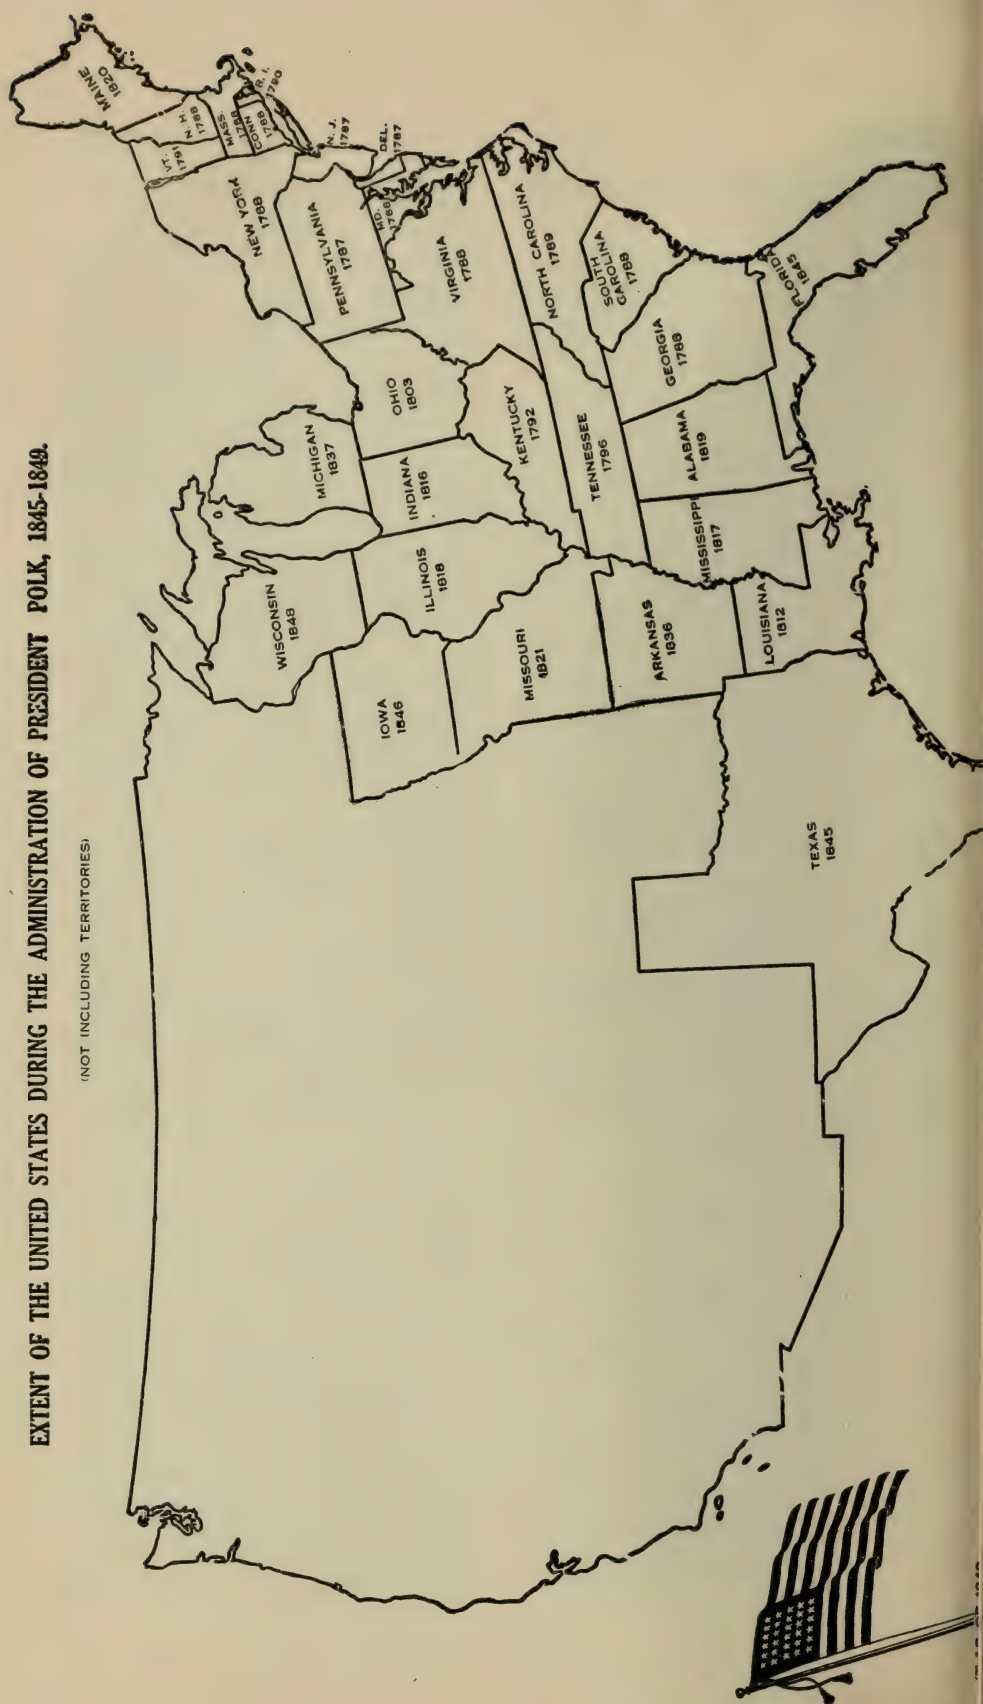 EXTENT OF THE UNITED STATES DURING THE ADMINISTRATION OF PRESIDENT POLK, 1845-1849.
(NOT INCLUDING TERRITORIES)
MAINE
1820
VT.
1791
N. H.
1788
MASS.
1788
CONN
1788
R. I.
1790
NEW YORK
1788
N. J.
1787
PENNSYLVANIA
1787
DEL.
1787
MD.
1788
VIRGINIA
1788
NORTH CAROLINA
1789
SOUTH
CAROLINA
1788
GEORGIA
1788
FLORIDA
1845
OHIO
1803
MICHIGAN
1837
INDIANA
1816
KENTUCKY
1792
TENNESSEE
1796
ALABAMA
1819
MISSISSIPPI
1817
WISCONSIN
1848
ILLINOIS
1818
IOWA
1846
MISSOURI
1821
ARKANSAS
1836
LOUISIANA
1812
TEXAS
1845